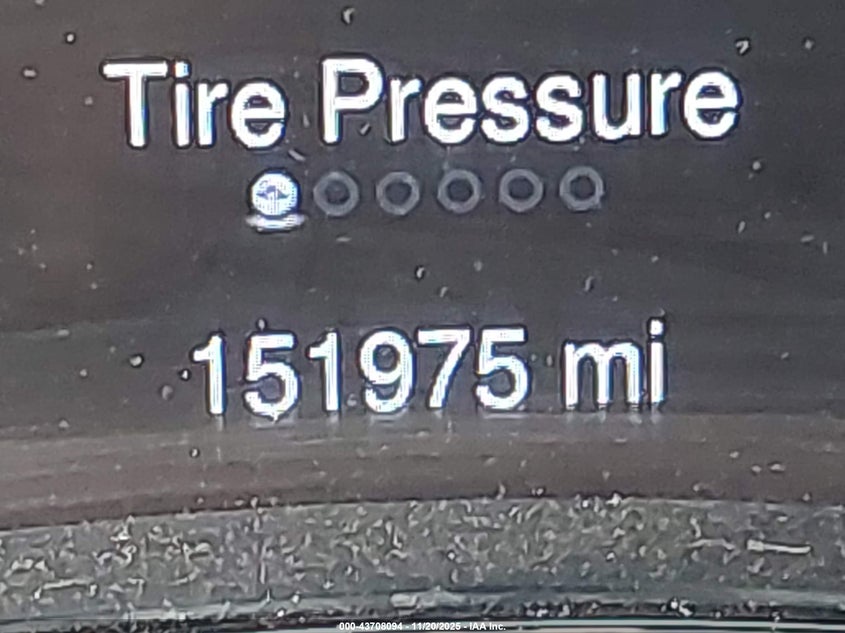 Tire Pressure
151975 mi
000-43708094 - 11/20/2025 - IAA Inc.